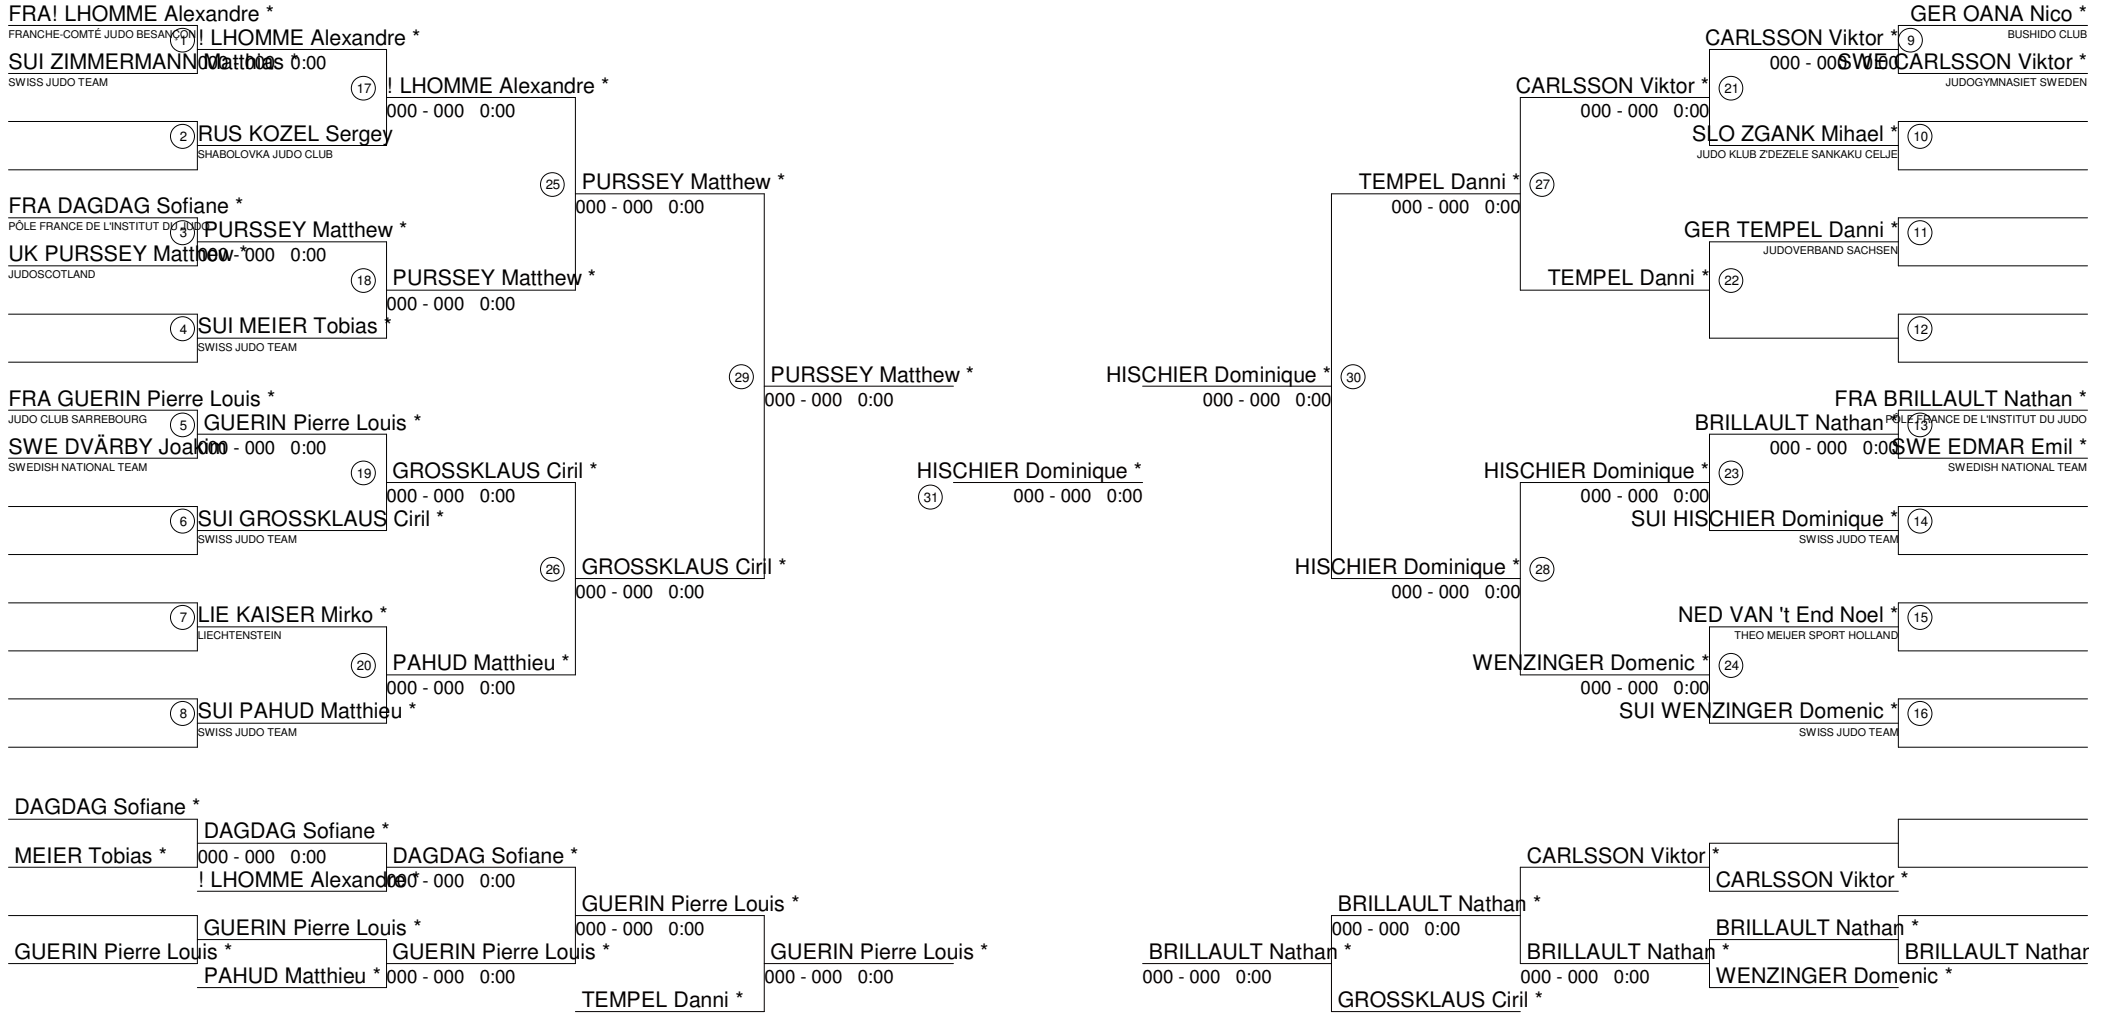 FRA! LHOMME Alexandre *
FRANCHE-COMTÉ JUDO BESANÇON
1
! LHOMME Alexandre *
SUI ZIMMERMANN Matthias *
000 - 000 0:00
SWISS JUDO TEAM
17
! LHOMME Alexandre *
000 - 000 0:00
2
RUS KOZEL Sergey
SHABOLOVKA JUDO CLUB
25
PURSSEY Matthew *
000 - 000 0:00
FRA DAGDAG Sofiane *
PÔLE FRANCE DE L'INSTITUT DU JUDO
3
PURSSEY Matthew *
UK PURSSEY Matthew *
000 - 000 0:00
JUDOSCOTLAND
18
PURSSEY Matthew *
000 - 000 0:00
4
SUI MEIER Tobias *
SWISS JUDO TEAM
29
PURSSEY Matthew *
000 - 000 0:00
FRA GUERIN Pierre Louis *
JUDO CLUB SARREBOURG
5
GUERIN Pierre Louis *
SWE DVÄRBY Joakim
000 - 000 0:00
SWEDISH NATIONAL TEAM
19
GROSSKLAUS Ciril *
000 - 000 0:00
6
SUI GROSSKLAUS Ciril *
SWISS JUDO TEAM
26
GROSSKLAUS Ciril *
000 - 000 0:00
7
LIE KAISER Mirko *
LIECHTENSTEIN
20
PAHUD Matthieu *
000 - 000 0:00
8
SUI PAHUD Matthieu *
SWISS JUDO TEAM
HISCHIER Dominique *
31
000 - 000 0:00
GER OANA Nico *
BUSHIDO CLUB
CARLSSON Viktor *
9
000 - 000 0:00
SWE CARLSSON Viktor *
JUDOGYMNASIET SWEDEN
CARLSSON Viktor *
21
000 - 000 0:00
SLO ZGANK Mihael *
10
JUDO KLUB Z'DEZELE SANKAKU CELJE
TEMPEL Danni *
27
000 - 000 0:00
GER TEMPEL Danni *
11
JUDOVERBAND SACHSEN
TEMPEL Danni *
22
12
HISCHIER Dominique *
30
000 - 000 0:00
FRA BRILLAULT Nathan *
PÔLE FRANCE DE L'INSTITUT DU JUDO
BRILLAULT Nathan *
13
000 - 000 0:00
SWE EDMAR Emil *
SWEDISH NATIONAL TEAM
HISCHIER Dominique *
23
000 - 000 0:00
SUI HISCHIER Dominique *
14
SWISS JUDO TEAM
HISCHIER Dominique *
28
000 - 000 0:00
NED VAN 't End Noel *
15
THEO MEIJER SPORT HOLLAND
WENZINGER Domenic *
24
000 - 000 0:00
SUI WENZINGER Domenic *
16
SWISS JUDO TEAM
DAGDAG Sofiane *
DAGDAG Sofiane *
MEIER Tobias *
000 - 000 0:00
DAGDAG Sofiane *
! LHOMME Alexandre *
000 - 000 0:00
GUERIN Pierre Louis *
000 - 000 0:00
GUERIN Pierre Louis *
GUERIN Pierre Louis *
GUERIN Pierre Louis *
PAHUD Matthieu *
000 - 000 0:00
GUERIN Pierre Louis *
000 - 000 0:00
TEMPEL Danni *
CARLSSON Viktor *
CARLSSON Viktor *
BRILLAULT Nathan *
000 - 000 0:00
BRILLAULT Nathan *
BRILLAULT Nathan *
000 - 000 0:00
BRILLAULT Nathan *
000 - 000 0:00
BRILLAULT Nathan
WENZINGER Domenic *
GROSSKLAUS Ciril *